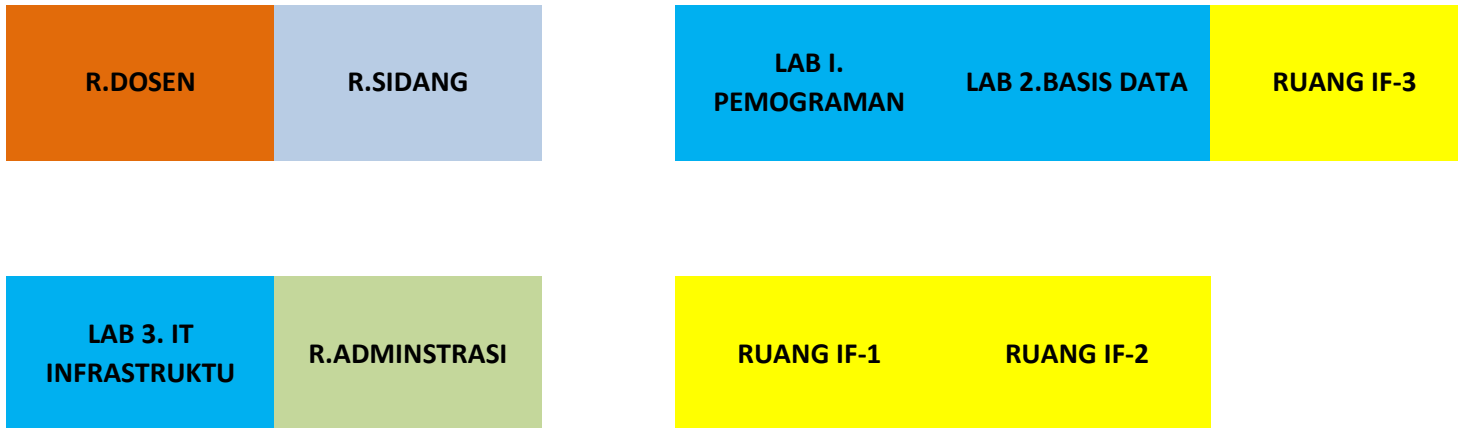 R.DOSEN
R.SIDANG
LAB I.
PEMOGRAMAN
LAB 2.BASIS DATA
RUANG IF-3
LAB 3. IT
INFRASTRUKTU
R.ADMINSTRASI
RUANG IF-1
RUANG IF-2